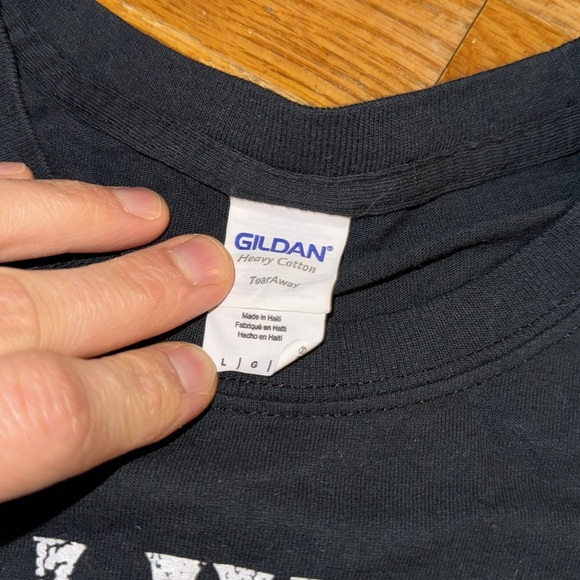 GILDAN®
Heavy Cotton
TearAway
Made in Haiti
Fabriqué en Haïti
Hecho en Haití
L / G /